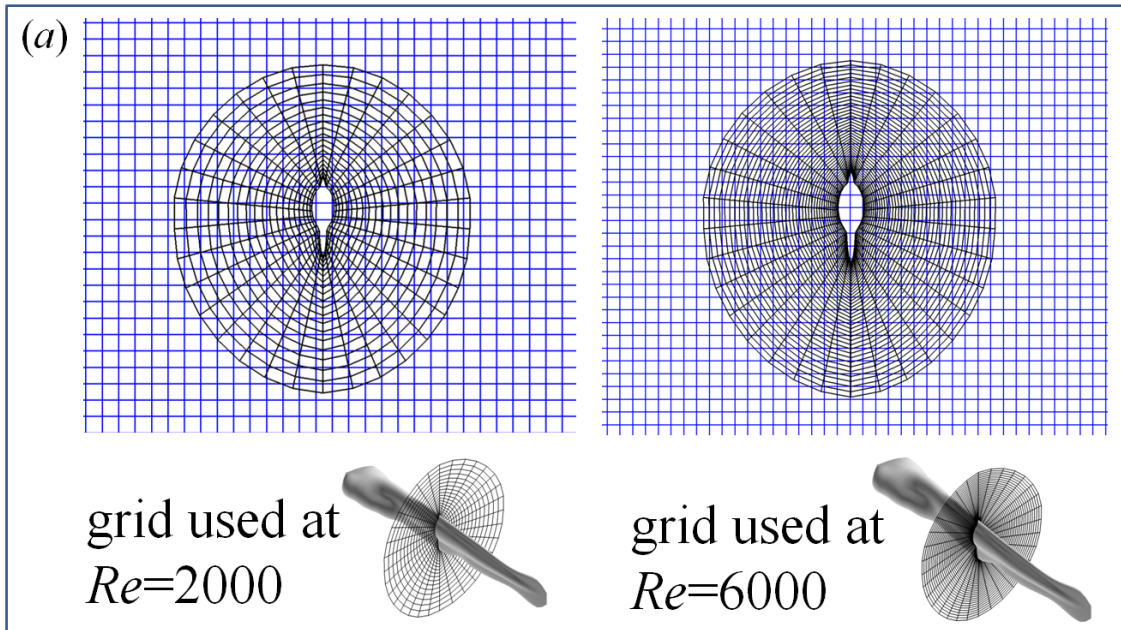 (a)
grid used at
Re=2000
grid used at
Re=6000